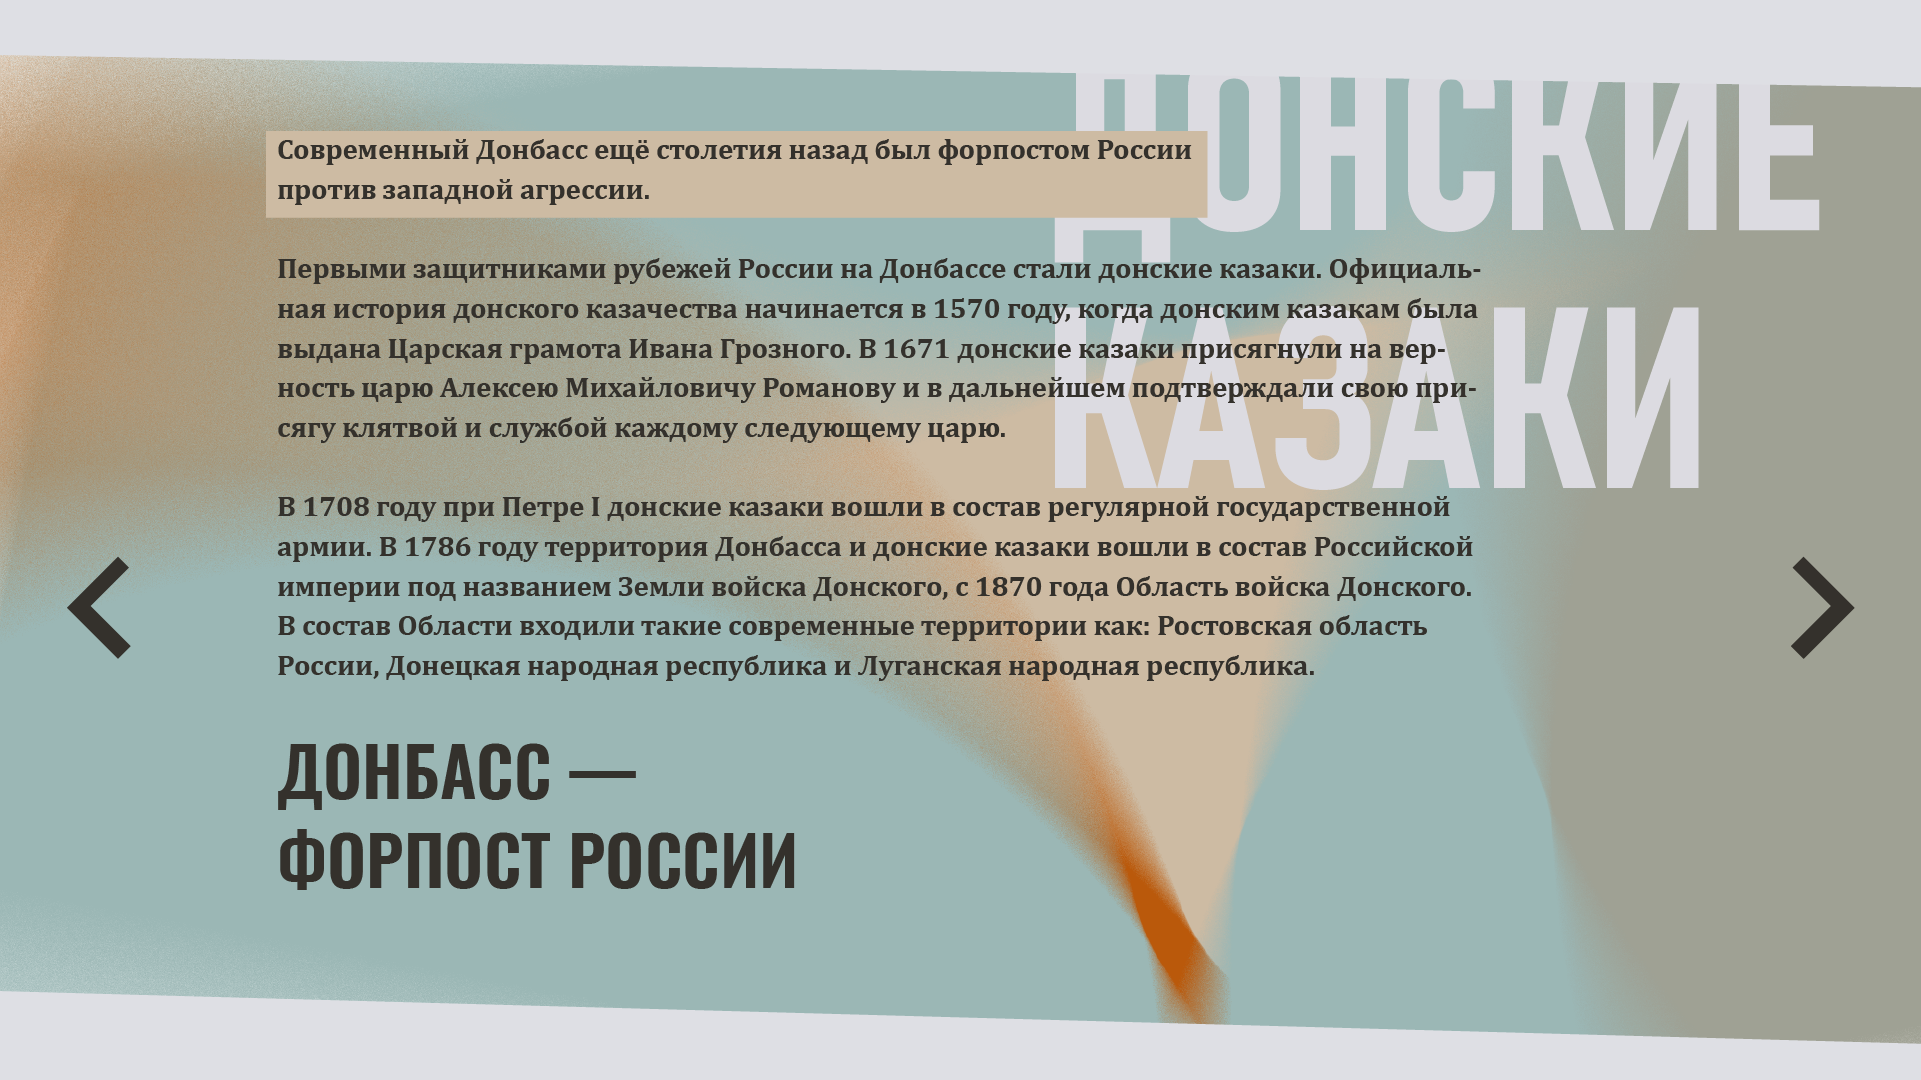 ДОНСКИЕ
КАЗАКИ
Современный Донбасс ещё столетия назад был форпостом России
против западной агрессии.
Первыми защитниками рубежей России на Донбассе стали донские казаки. Официаль-
ная история донского казачества начинается в 1570 году, когда донским казакам была
выдана Царская грамота Ивана Грозного. В 1671 донские казаки присягнули на вер-
ность царю Алексею Михайловичу Романову и в дальнейшем подтверждали свою при-
сягу клятвой и службой каждому следующему царю.
В 1708 году при Петре I донские казаки вошли в состав регулярной государственной
армии. В 1786 году территория Донбасса и донские казаки вошли в состав Российской
империи под названием Земли войска Донского, с 1870 года Область войска Донского.
В состав Области входили такие современные территории как: Ростовская область
России, Донецкая народная республика и Луганская народная республика.
ДОНБАСС —
ФОРПОСТ РОССИИ